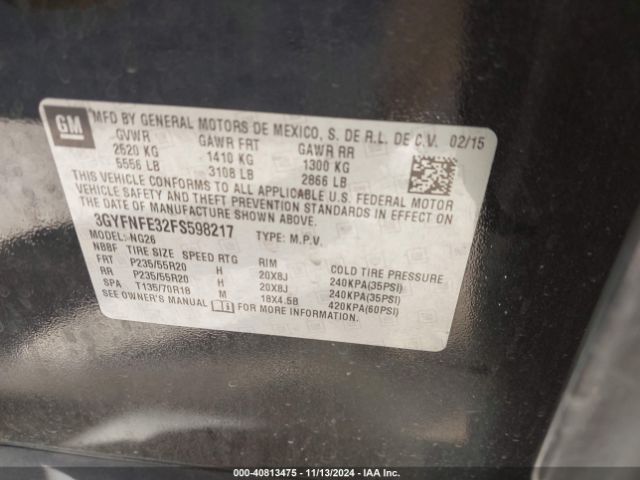 GM
MFD BY GENERAL MOTORS DE MEXICO, S. DE R.L. DE C.V. 02/15
GVWR GAWR FRT GAWR RR
2520 KG 1410 KG 1300 KG
5556 LB 3108 LB 2866 LB
THIS VEHICLE CONFORMS TO ALL APPLICABLE U.S. FEDERAL MOTOR
VEHICLE SAFETY AND THEFT PREVENTION STANDARDS IN EFFECT ON
THE DATE OF MANUFACTURE SHOWN ABOVE.
3GYFNFE32FS598217 TYPE: M.P.V.
MODEL: NG26
NBBF TIRE SIZE SPEED RTG RIM COLD TIRE PRESSURE
FRT P235/55R20 H 20X8J 240KPA(35PSI)
RR P235/55R20 H 20X8J 240KPA(35PSI)
SPA T135/70R18 M 18X4.5B 420KPA(60PSI)
SEE OWNER'S MANUAL FOR MORE INFORMATION.
000-40813475 - 11/13/2024 - IAA Inc.